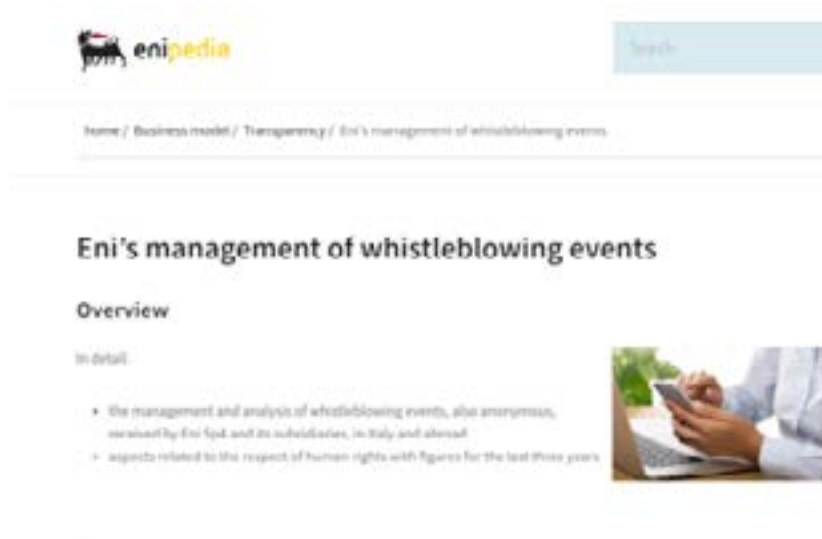 enipedia
Search
home / Business model / Transparency / Eni's management of whistleblowing events
Eni's management of whistleblowing events
Overview
In detail:
• the management and analysis of whistleblowing events, also anonymous,
received by Eni SpA and its subsidiaries, in Italy and abroad
• aspects related to the respect of human rights with figures for the last three years